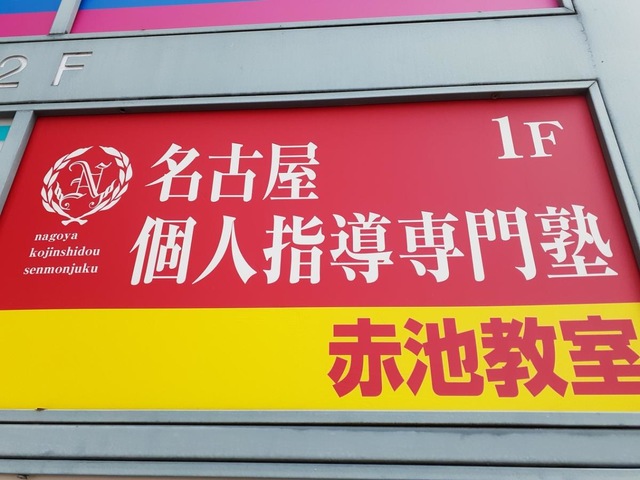 2F
1F
N
名古屋
個人指導専門塾
nagoya
kojinshidou
senmonjuku
赤池教室